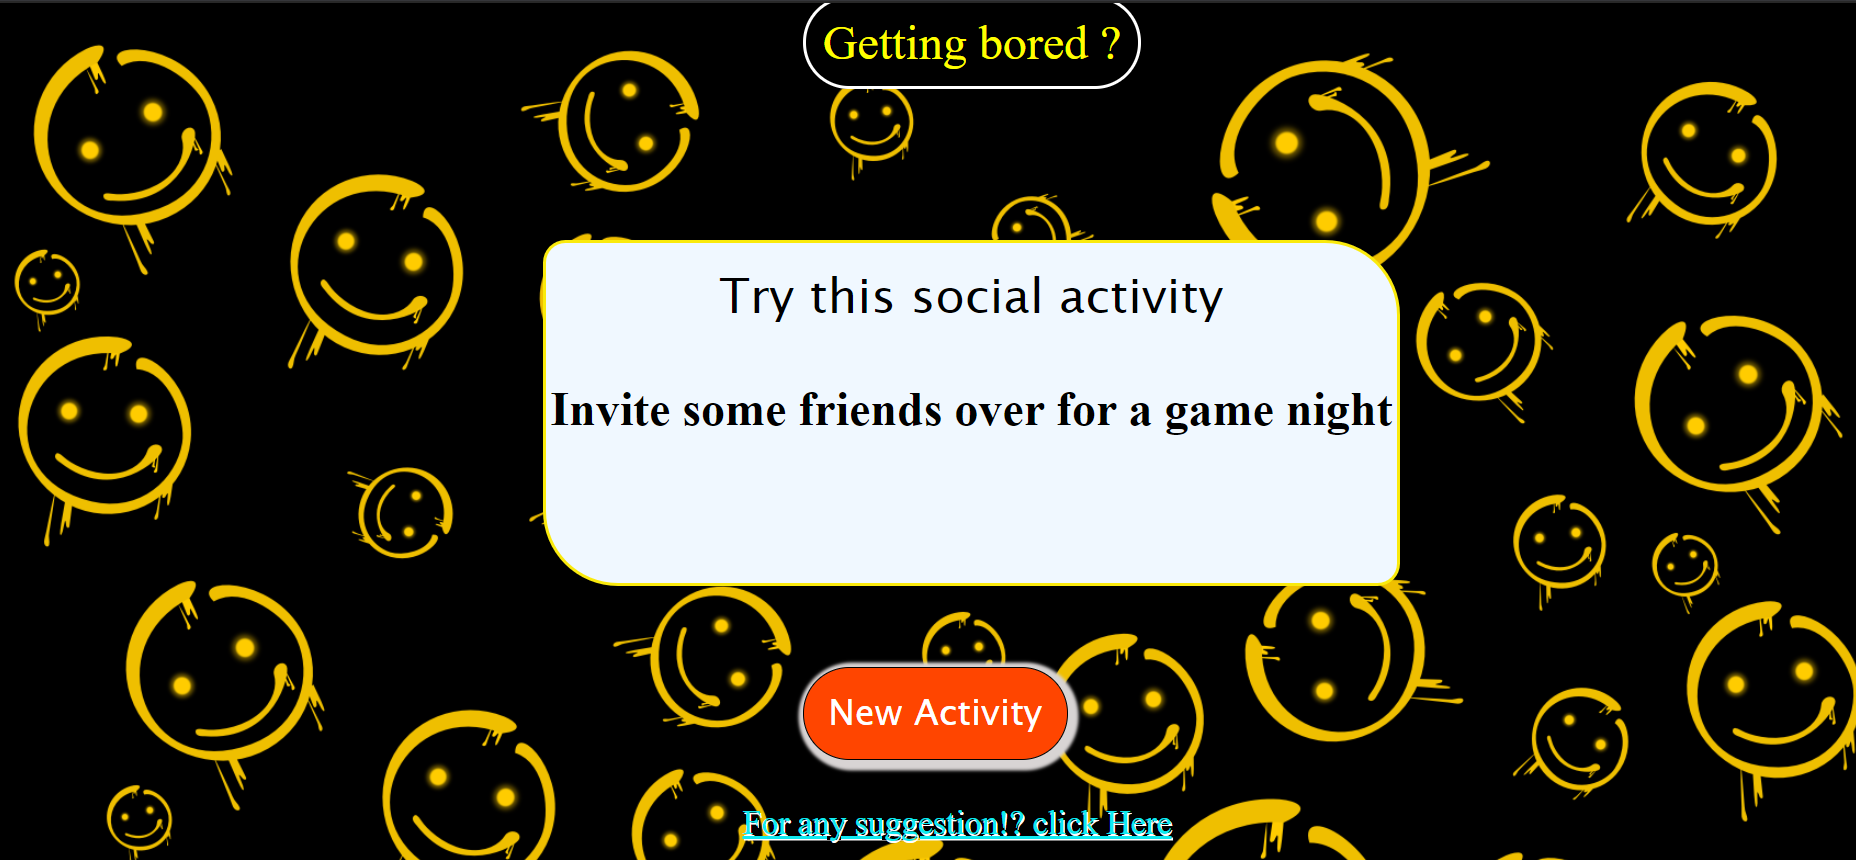 Getting bored ?
Try this social activity
Invite some friends over for a game night
New Activity
For any suggestion!? click Here